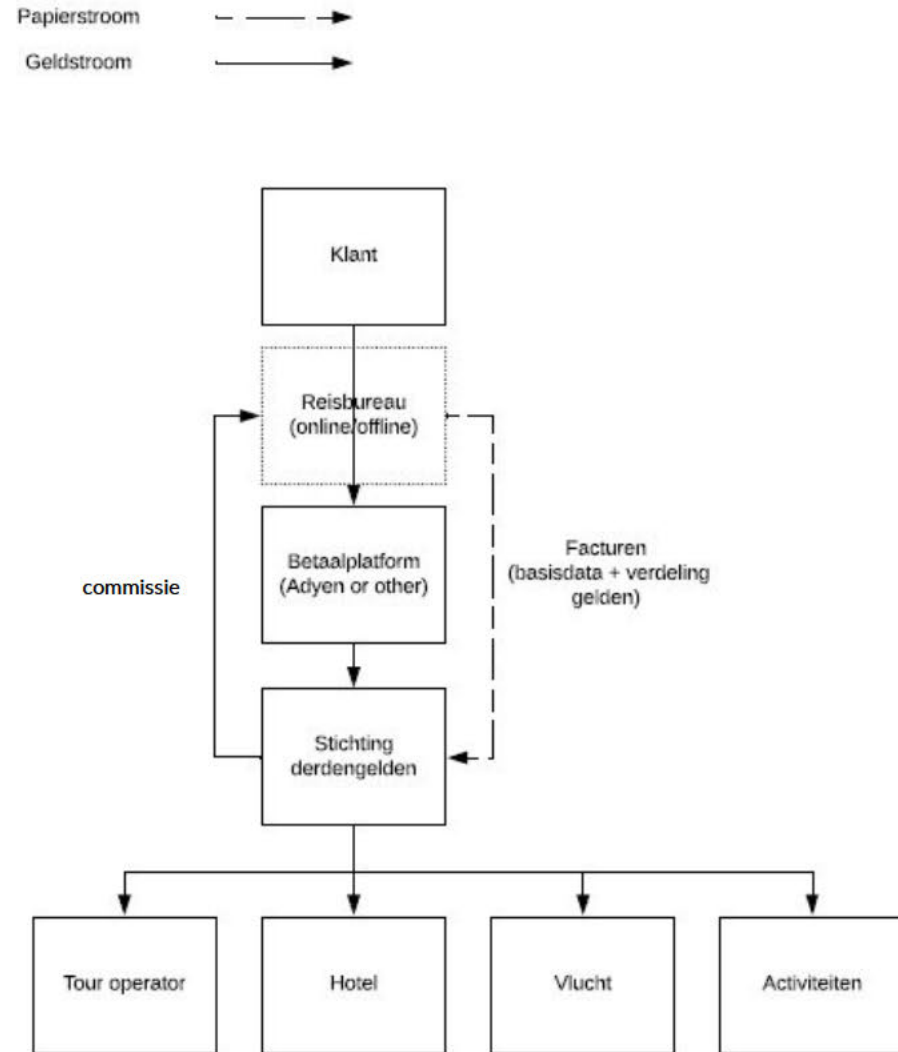 Papierstroom
Geldstroom
Klant
Reisbureau
(online/offline)
Betaalplatform
(Adyen or other)
commissie
Facturen
(basisdata + verdeling
gelden)
Stichting
derdengelden
Tour operator
Hotel
Vlucht
Activiteiten